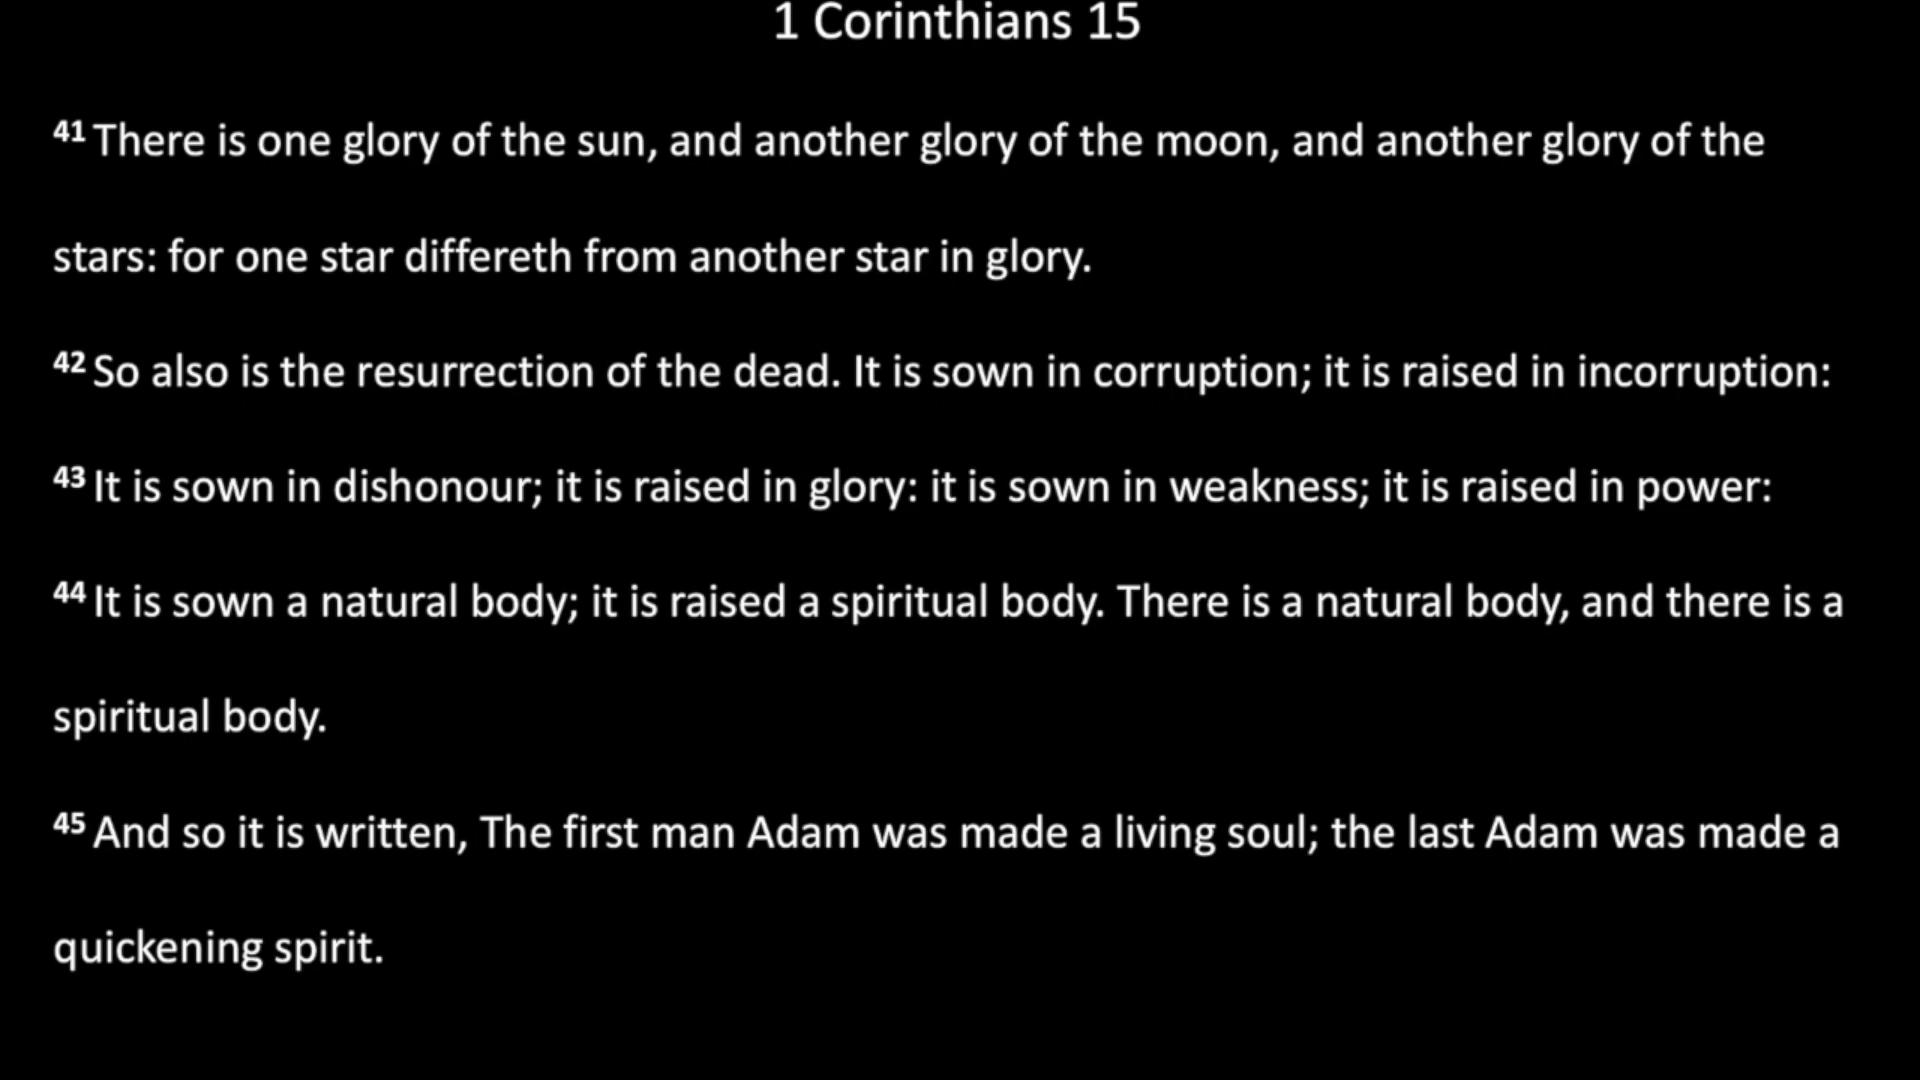 1 Corinthians 15
41 There is one glory of the sun, and another glory of the moon, and another glory of the
stars: for one star differeth from another star in glory.
42 So also is the resurrection of the dead. It is sown in corruption; it is raised in incorruption:
43 It is sown in dishonour; it is raised in glory: it is sown in weakness; it is raised in power:
44 It is sown a natural body; it is raised a spiritual body. There is a natural body, and there is a
spiritual body.
45 And so it is written, The first man Adam was made a living soul; the last Adam was made a
quickening spirit.